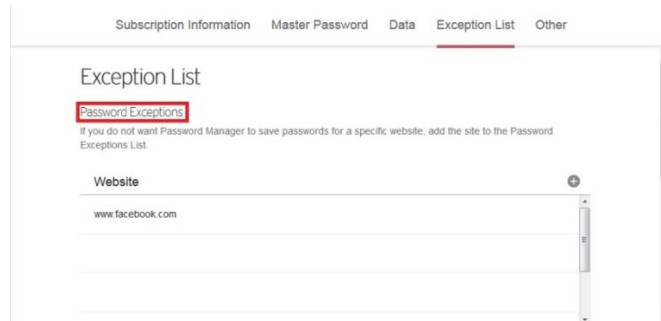 Subscription Information Master Password Data Exception List Other
Exception List
Password Exceptions
If you do not want Password Manager to save passwords for a specific website, add the site to the Password
Exceptions List.
Website
www.facebook.com